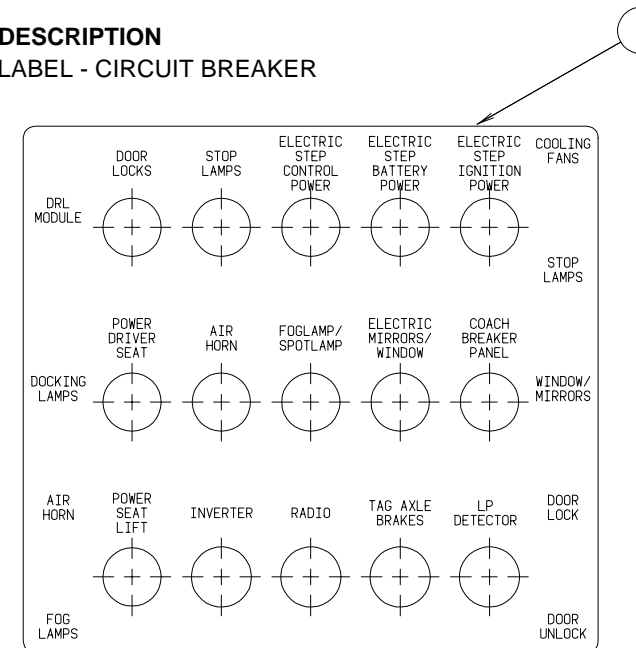 DESCRIPTION
LABEL - CIRCUIT BREAKER
DOOR
LOCKS
STOP
LAMPS
ELECTRIC
STEP
CONTROL
POWER
ELECTRIC
STEP
BATTERY
POWER
ELECTRIC
STEP
IGNITION
POWER
COOLING
FANS
DRL
MODULE
STOP
LAMPS
POWER
DRIVER
SEAT
AIR
HORN
FOGLAMP/
SPOTLAMP
ELECTRIC
MIRRORS/
WINDOW
COACH
BREAKER
PANEL
DOCKING
LAMPS
WINDOW/
MIRRORS
AIR
HORN
POWER
SEAT
LIFT
INVERTER
RADIO
TAG AXLE
BRAKES
LP
DETECTOR
DOOR
LOCK
FOG
LAMPS
DOOR
UNLOCK